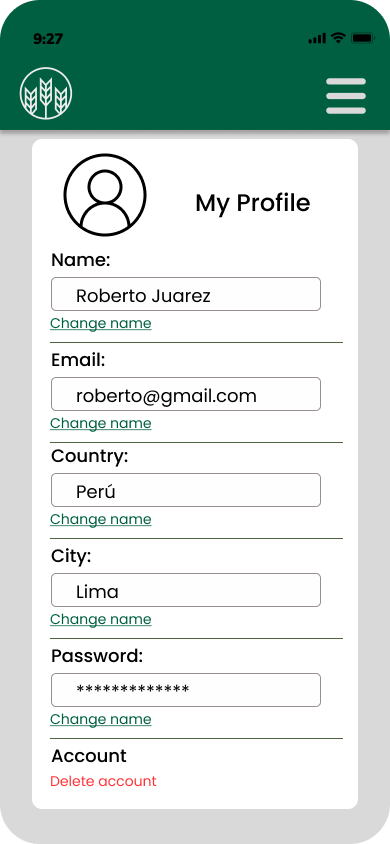 9:27
My Profile
Name:
Roberto Juarez
Change name
Email:
roberto@gmail.com
Change name
Country:
Perú
Change name
City:
Lima
Change name
Password:
*************
Change name
Account
Delete account